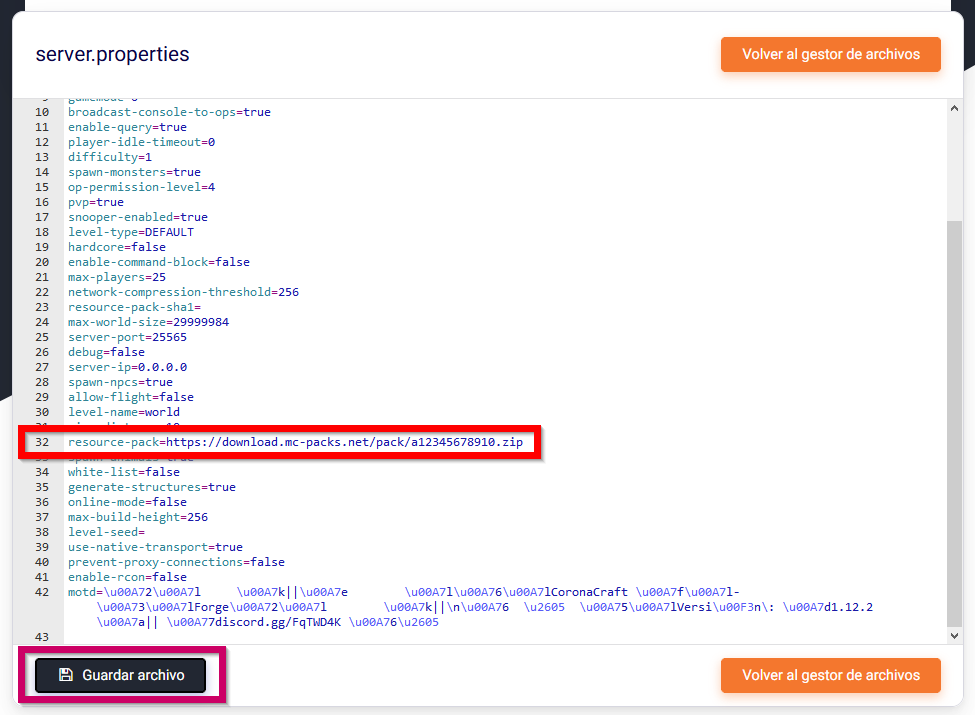 server.properties
Volver al gestor de archivos
10 broadcast-console-to-ops=true
11 enable-query=true
12 player-idle-timeout=0
13 difficulty=1
14 spawn-monsters=true
15 op-permission-level=4
16 pvp=true
17 snooper-enabled=true
18 level-type=DEFAULT
19 hardcore=false
20 enable-command-block=false
21 max-players=25
22 network-compression-threshold=256
23 resource-pack-sha1=
24 max-world-size=29999984
25 server-port=25565
26 debug=false
27 server-ip=0.0.0.0
28 spawn-npcs=true
29 allow-flight=false
30 level-name=world
32 resource-pack=https://download.mc-packs.net/pack/a12345678910.zip
34 white-list=false
35 generate-structures=true
36 online-mode=false
37 max-build-height=256
38 level-seed=
39 use-native-transport=true
40 prevent-proxy-connections=false
41 enable-rcon=false
42 motd=\u00A72\u00A7l \u00A7k||\u00A7e \u00A7l\u00A76\u00A7lCoronaCraft \u00A7f\u00A7l-
\u00A73\u00A7lForge\u00A72\u00A7l \u00A7k||\n\u00A76 \u2605 \u00A75\u00A7lVersi\u00F3n\: \u00A7d1.12.2
\u00A7a|| \u00A77discord.gg/FqTWD4K \u00A76\u2605
43
Guardar archivo
Volver al gestor de archivos